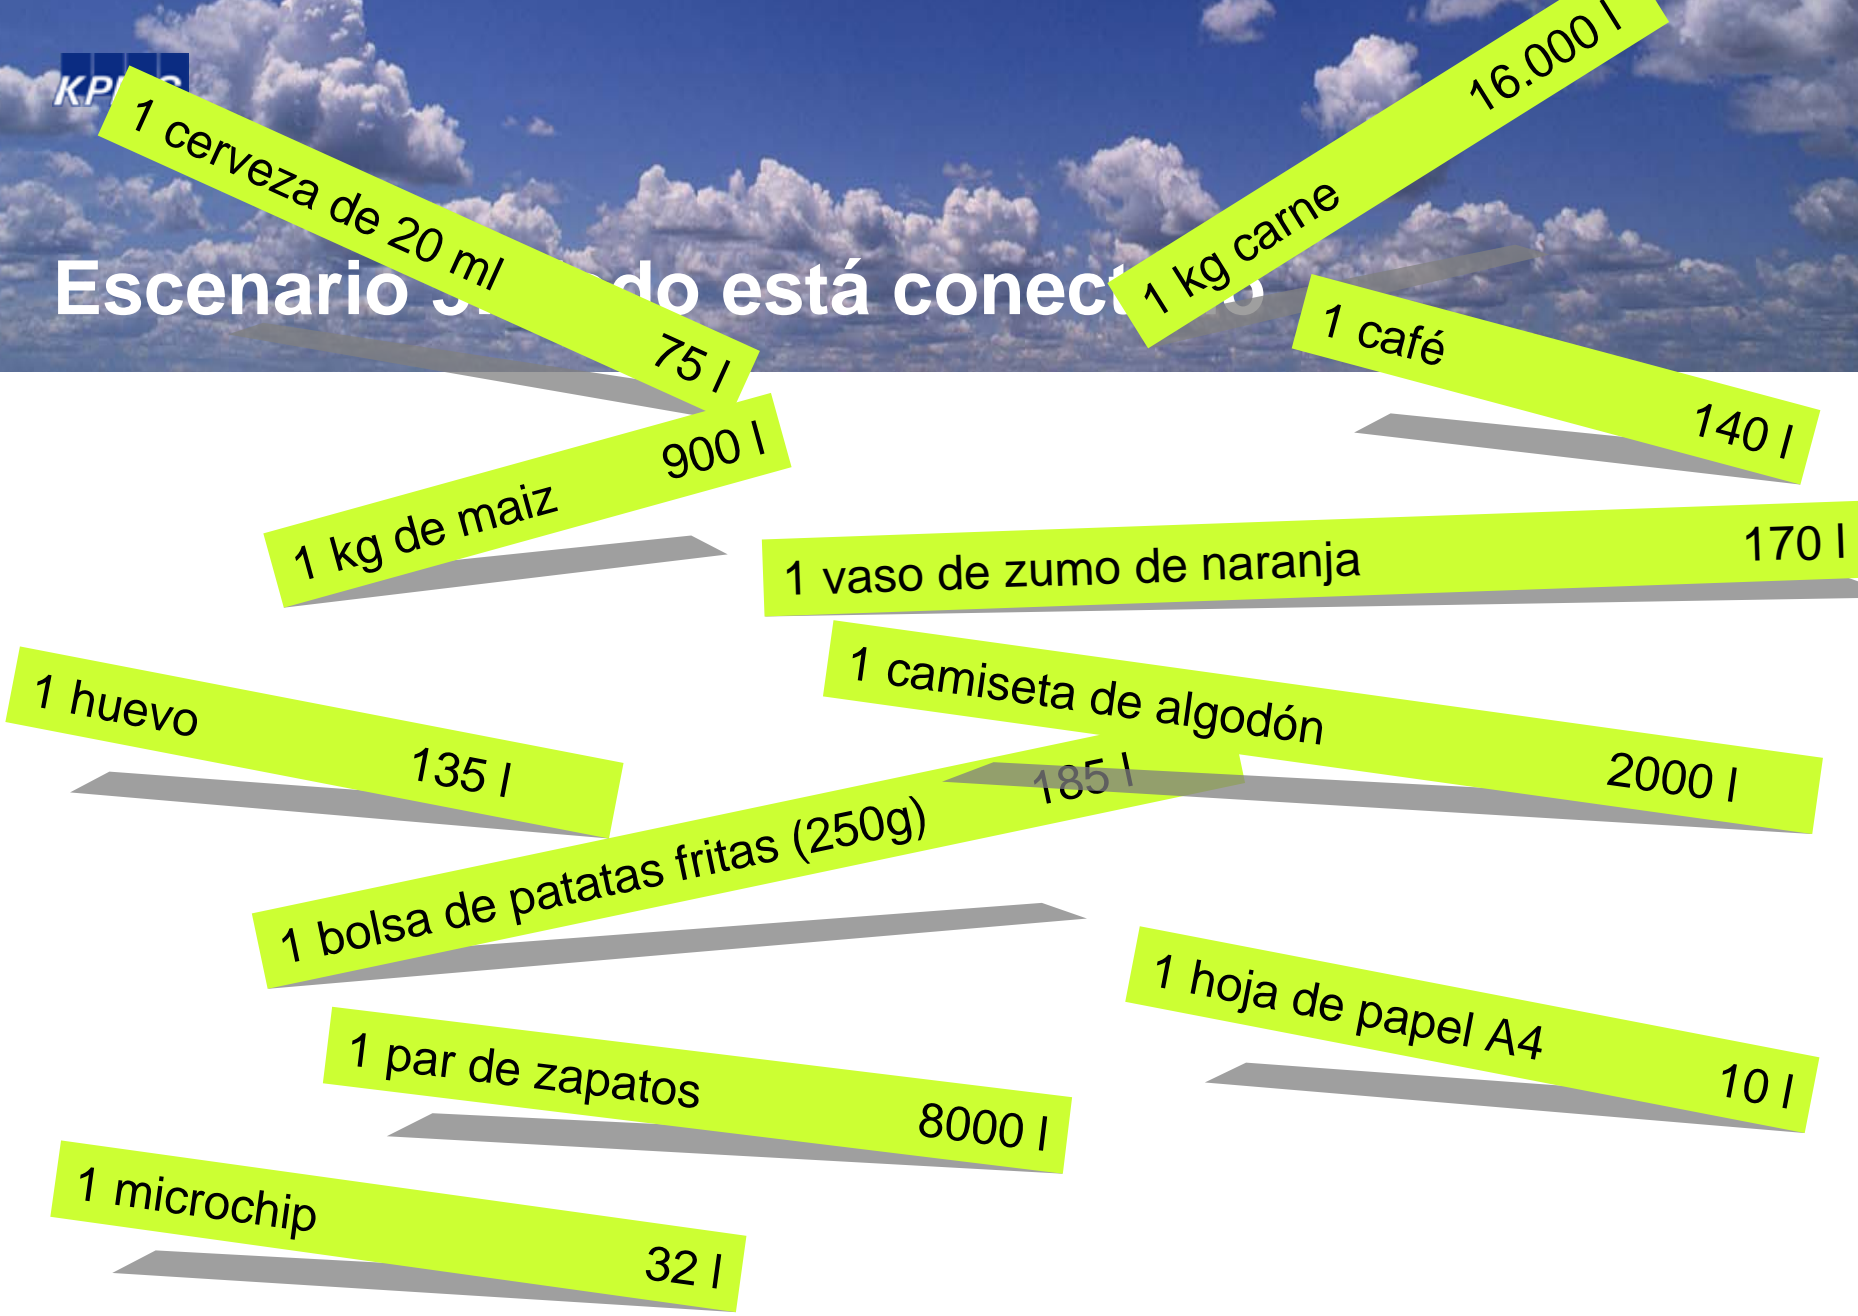 1 cerveza de 20 ml 75 l
1 kg carne 16.000 l
Escenario está
1 café 140 l
1 kg de maiz 900 l
1 vaso de zumo de naranja 170 l
1 huevo 135 l
1 camiseta de algodón 2000 l
1 bolsa de patatas fritas (250g) 185 l
1 hoja de papel A4 10 l
1 par de zapatos 8000 l
1 microchip 32 l